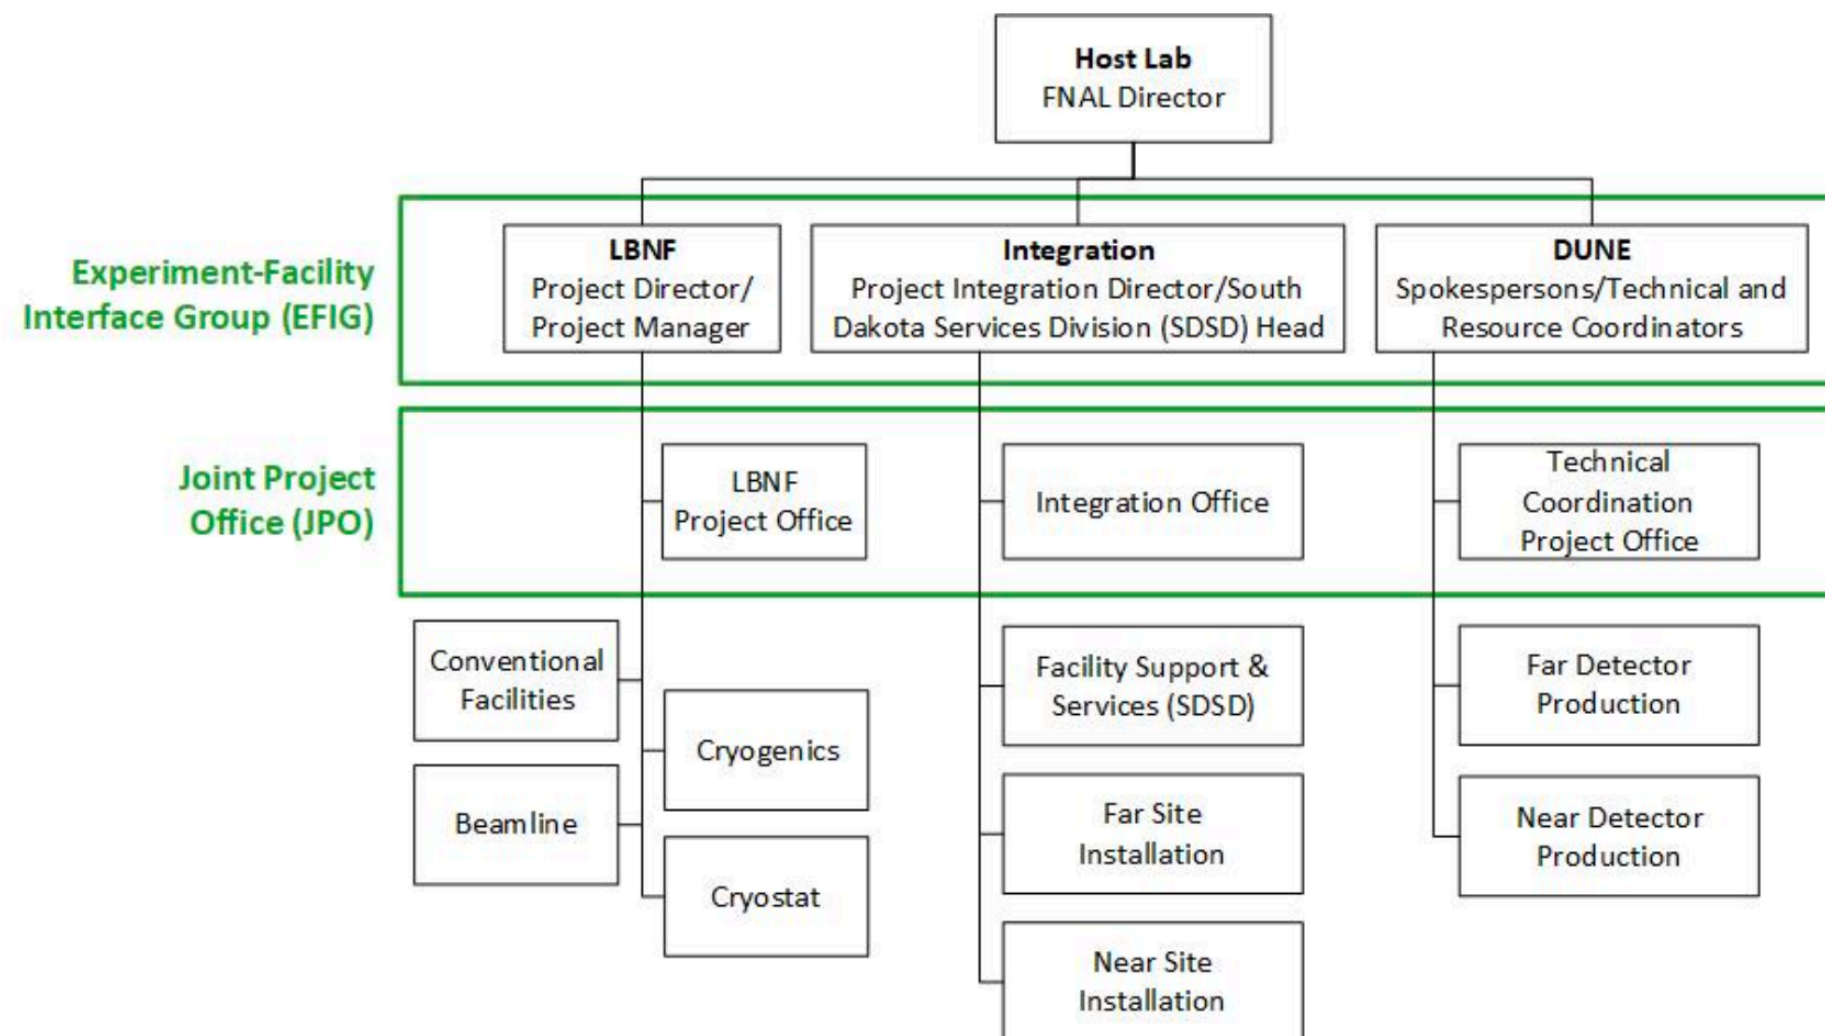 Host Lab
FNAL Director
Experiment-Facility
Interface Group (EFIG)
LBNF
Project Director/
Project Manager
Integration
Project Integration Director/South
Dakota Services Division (SDSD) Head
DUNE
Spokespersons/Technical and
Resource Coordinators
Joint Project
Office (JPO)
LBNF
Project Office
Integration Office
Technical
Coordination
Project Office
Conventional
Facilities
Cryogenics
Beamline
Cryostat
Facility Support &
Services (SDSD)
Far Site
Installation
Near Site
Installation
Far Detector
Production
Near Detector
Production